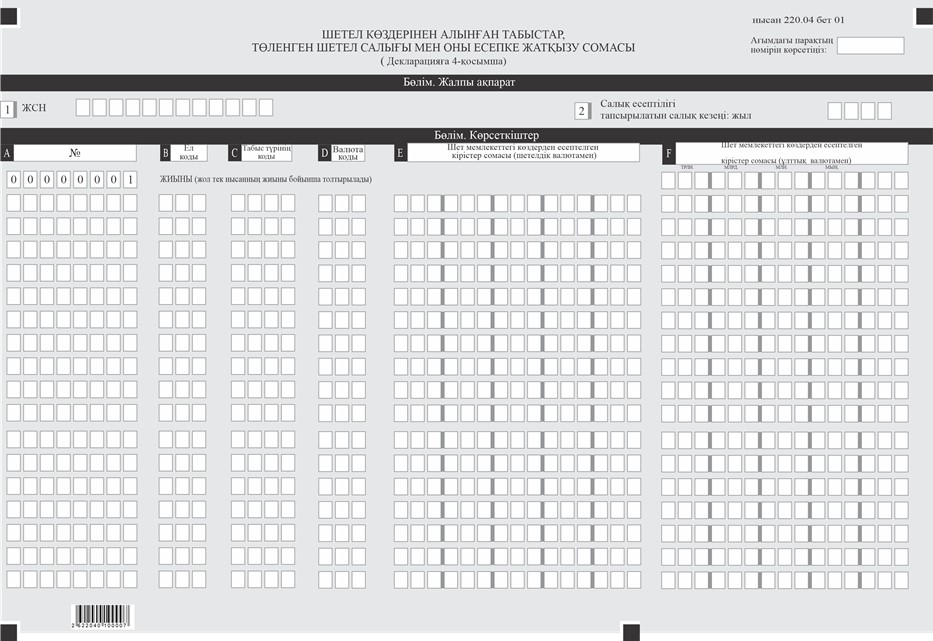 нысан 220.04 бет 01
ШЕТЕЛ КӨЗДЕРІНЕН АЛЫНҒАН ТАБЫСТАР,
ТӨЛЕНГЕН ШЕТЕЛ САЛЫҒЫ МЕН ОНЫ ЕСЕПКЕ ЖАТҚЫЗУ СОМАСЫ
( Декларацияға 4-қосымша)
Ағымдағы парақтың
нөмірін көрсетіңіз:
Бөлім. Жалпы ақпарат
1 ЖСН
2 Салық есептілігі
тапсырылатын салық кезеңі: жыл
Бөлім. Көрсеткіштер
A №
B Ел
коды
C Табыс түрінің
коды
D Валюта
коды
E Шет мемлекеттегі көздерден есептелген
кірістер сомасы (шетелдік валютамен)
F Шет мемлекеттегі көздерден есептелген
кірістер сомасы (ұлттық валютамен)
ТРЛН МЛРД МЛН МЫҢ
0 0 0 0 0 0 0 1 ЖИЫНЫ (жол тек нысанның жиыны бойынша толтырылады)
2 622040 100007